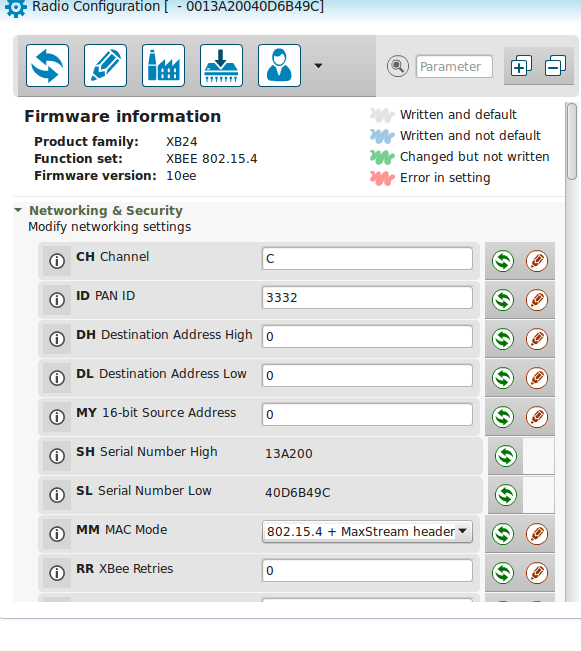 Radio Configuration [  - 0013A20040D6B49C]
Parameter
Firmware information
Product family: XB24
Function set: XBEE 802.15.4
Firmware version: 10ee
Written and default
Written and not default
Changed but not written
Error in setting
Networking & Security
Modify networking settings
CH Channel C
ID PAN ID 3332
DH Destination Address High 0
DL Destination Address Low 0
MY 16-bit Source Address 0
SH Serial Number High 13A200
SL Serial Number Low 40D6B49C
MM MAC Mode 802.15.4 + MaxStream header
RR XBee Retries 0